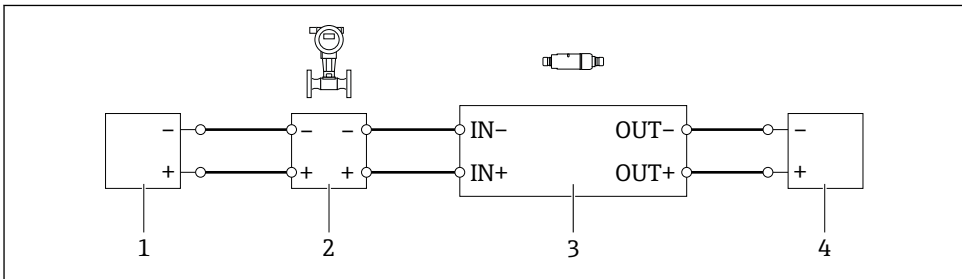 - - - IN- OUT- -
+ + + IN+ OUT+ +
1 2 3 4